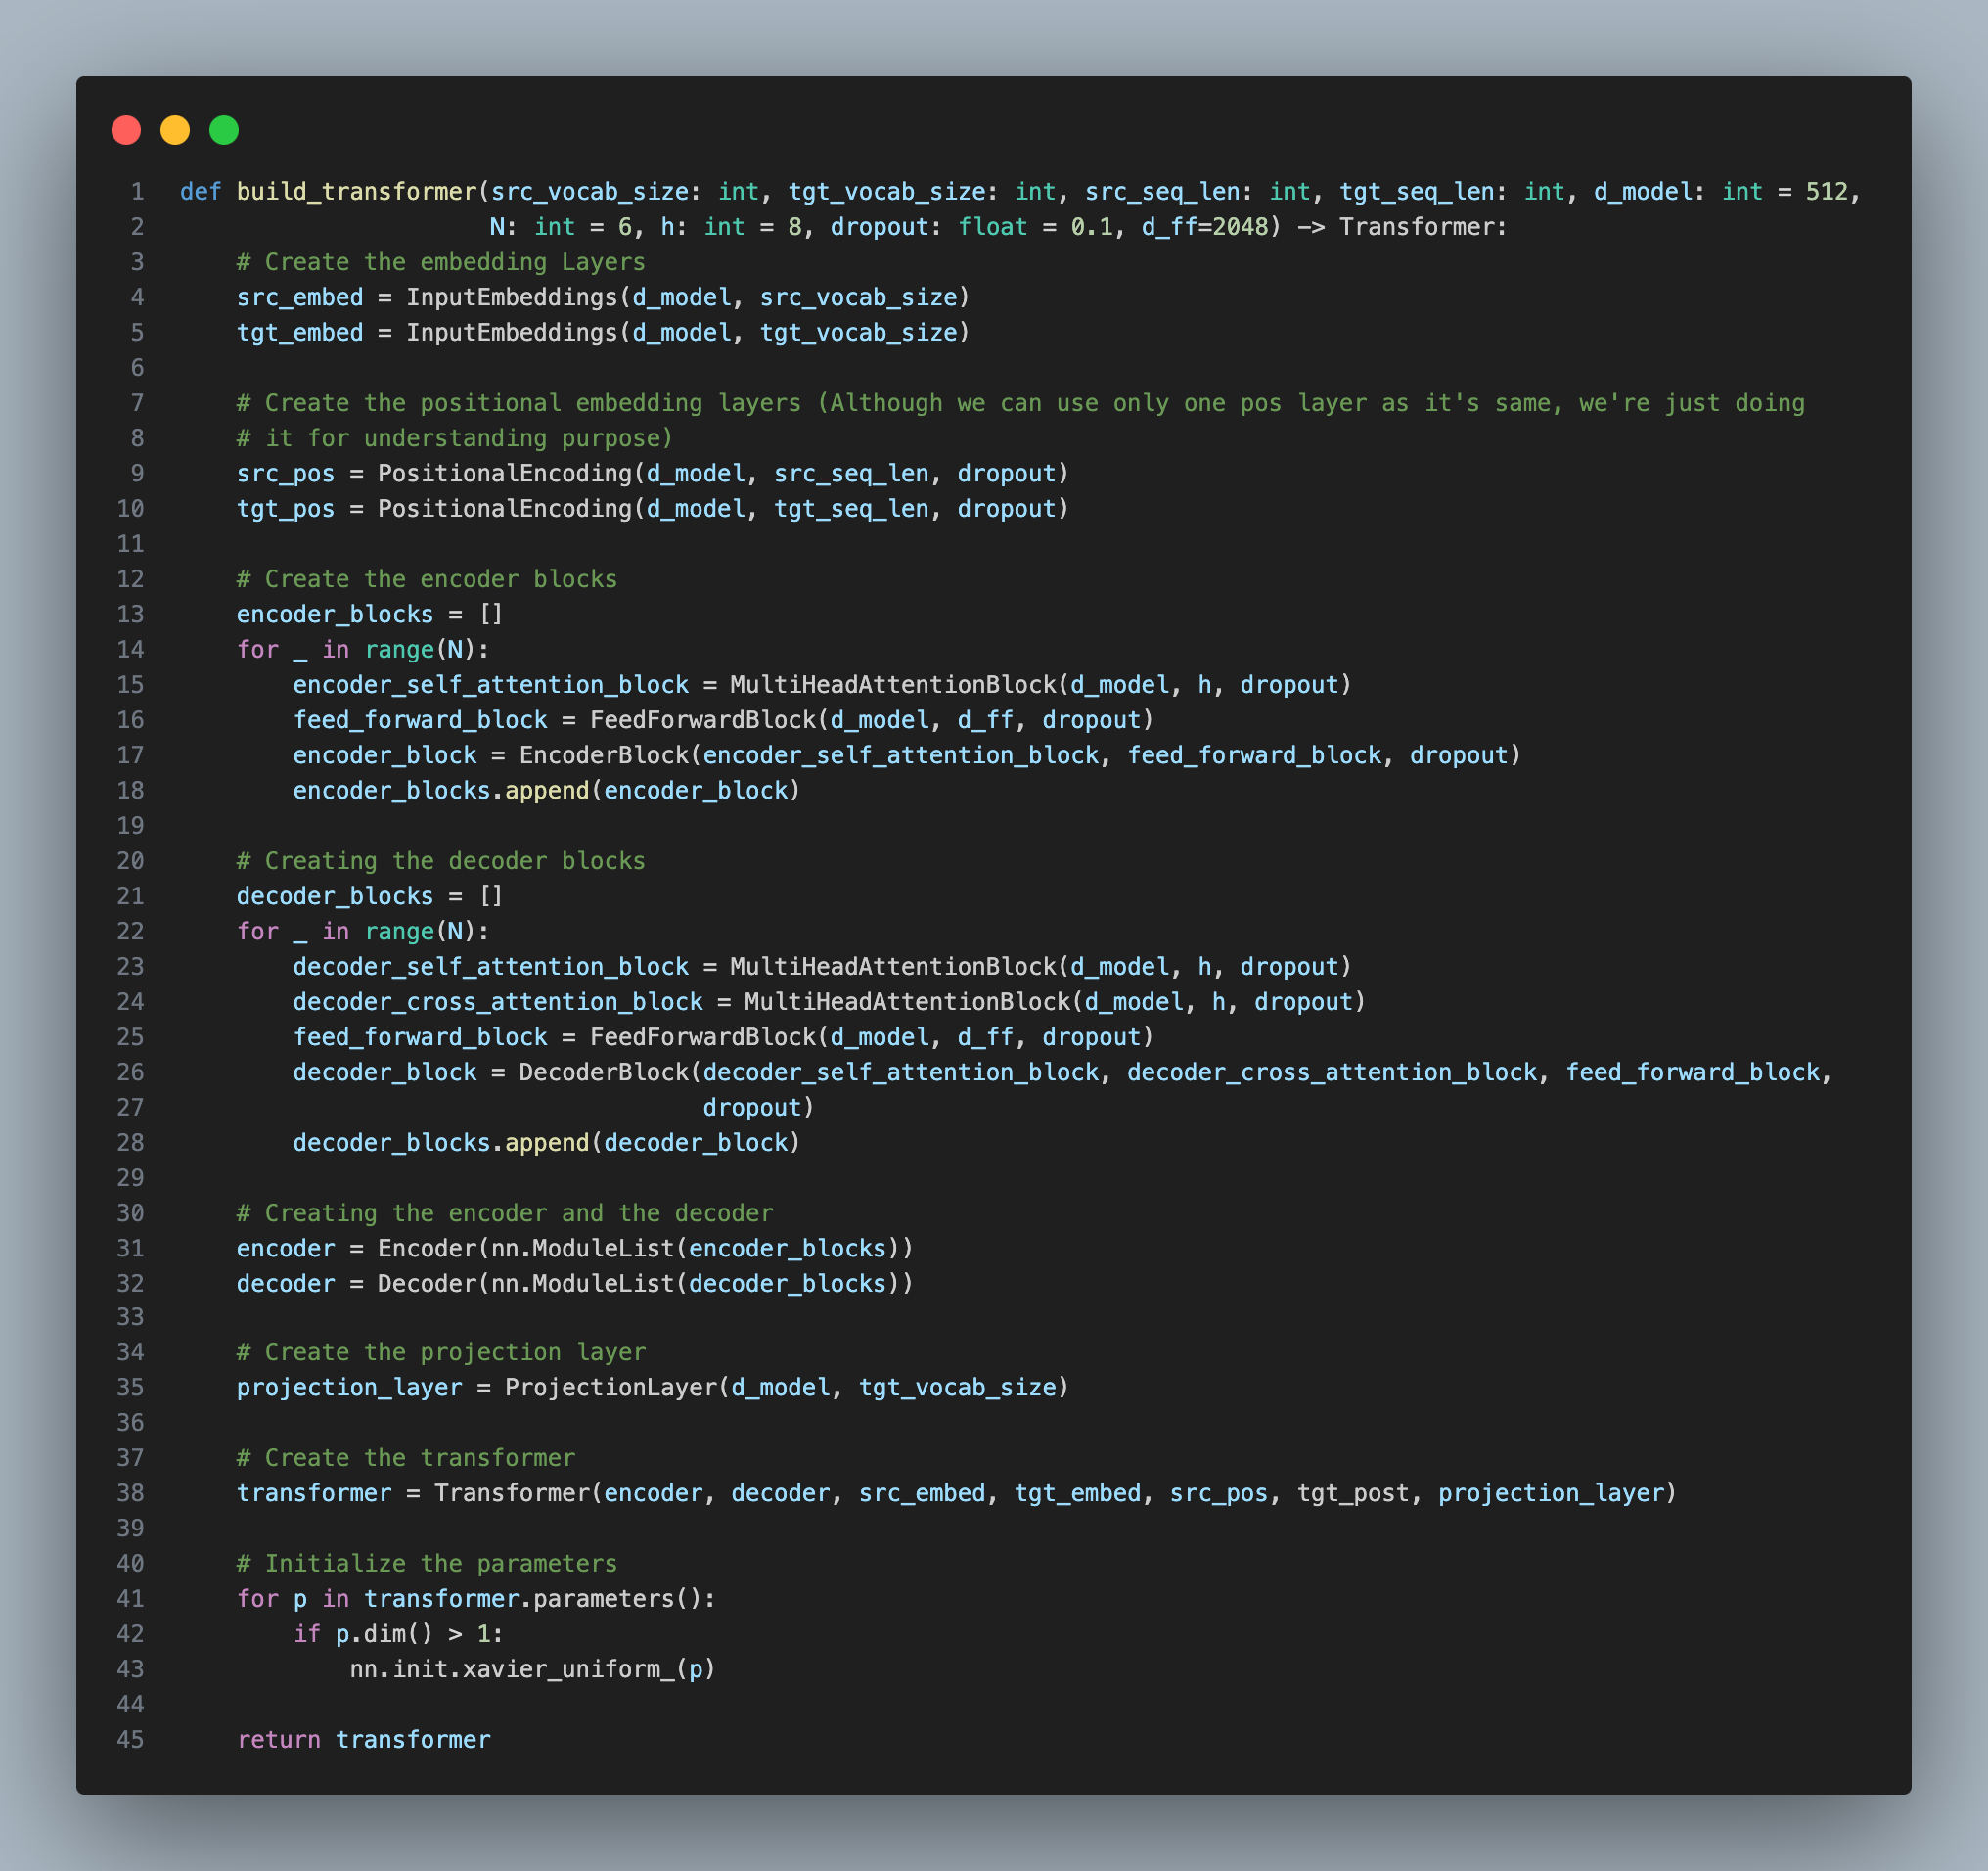 1 def build_transformer(src_vocab_size: int, tgt_vocab_size: int, src_seq_len: int, tgt_seq_len: int, d_model: int = 512,
2                       N: int = 6, h: int = 8, dropout: float = 0.1, d_ff=2048) -> Transformer:
3     # Create the embedding Layers
4     src_embed = InputEmbeddings(d_model, src_vocab_size)
5     tgt_embed = InputEmbeddings(d_model, tgt_vocab_size)
6
7     # Create the positional embedding layers (Although we can use only one pos layer as it's same, we're just doing
8     # it for understanding purpose)
9     src_pos = PositionalEncoding(d_model, src_seq_len, dropout)
10     tgt_pos = PositionalEncoding(d_model, tgt_seq_len, dropout)
11
12     # Create the encoder blocks
13     encoder_blocks = []
14     for _ in range(N):
15         encoder_self_attention_block = MultiHeadAttentionBlock(d_model, h, dropout)
16         feed_forward_block = FeedForwardBlock(d_model, d_ff, dropout)
17         encoder_block = EncoderBlock(encoder_self_attention_block, feed_forward_block, dropout)
18         encoder_blocks.append(encoder_block)
19
20     # Creating the decoder blocks
21     decoder_blocks = []
22     for _ in range(N):
23         decoder_self_attention_block = MultiHeadAttentionBlock(d_model, h, dropout)
24         decoder_cross_attention_block = MultiHeadAttentionBlock(d_model, h, dropout)
25         feed_forward_block = FeedForwardBlock(d_model, d_ff, dropout)
26         decoder_block = DecoderBlock(decoder_self_attention_block, decoder_cross_attention_block, feed_forward_block,
27                                      dropout)
28         decoder_blocks.append(decoder_block)
29
30     # Creating the encoder and the decoder
31     encoder = Encoder(nn.ModuleList(encoder_blocks))
32     decoder = Decoder(nn.ModuleList(decoder_blocks))
33
34     # Create the projection layer
35     projection_layer = ProjectionLayer(d_model, tgt_vocab_size)
36
37     # Create the transformer
38     transformer = Transformer(encoder, decoder, src_embed, tgt_embed, src_pos, tgt_post, projection_layer)
39
40     # Initialize the parameters
41     for p in transformer.parameters():
42         if p.dim() > 1:
43             nn.init.xavier_uniform_(p)
44
45     return transformer